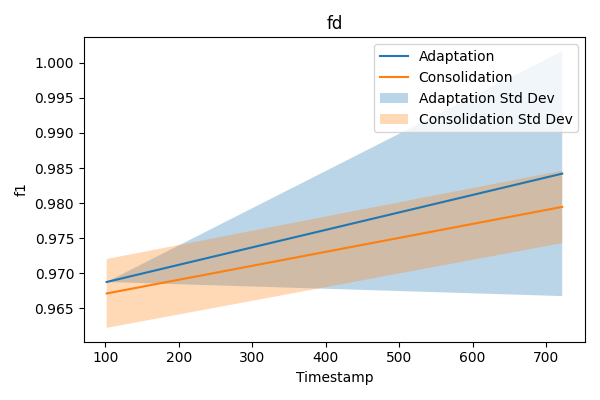 fd
Adaptation
Consolidation
Adaptation Std Dev
Consolidation Std Dev
f1
1.000
0.995
0.990
0.985
0.980
0.975
0.970
0.965
100 200 300 400 500 600 700
Timestamp